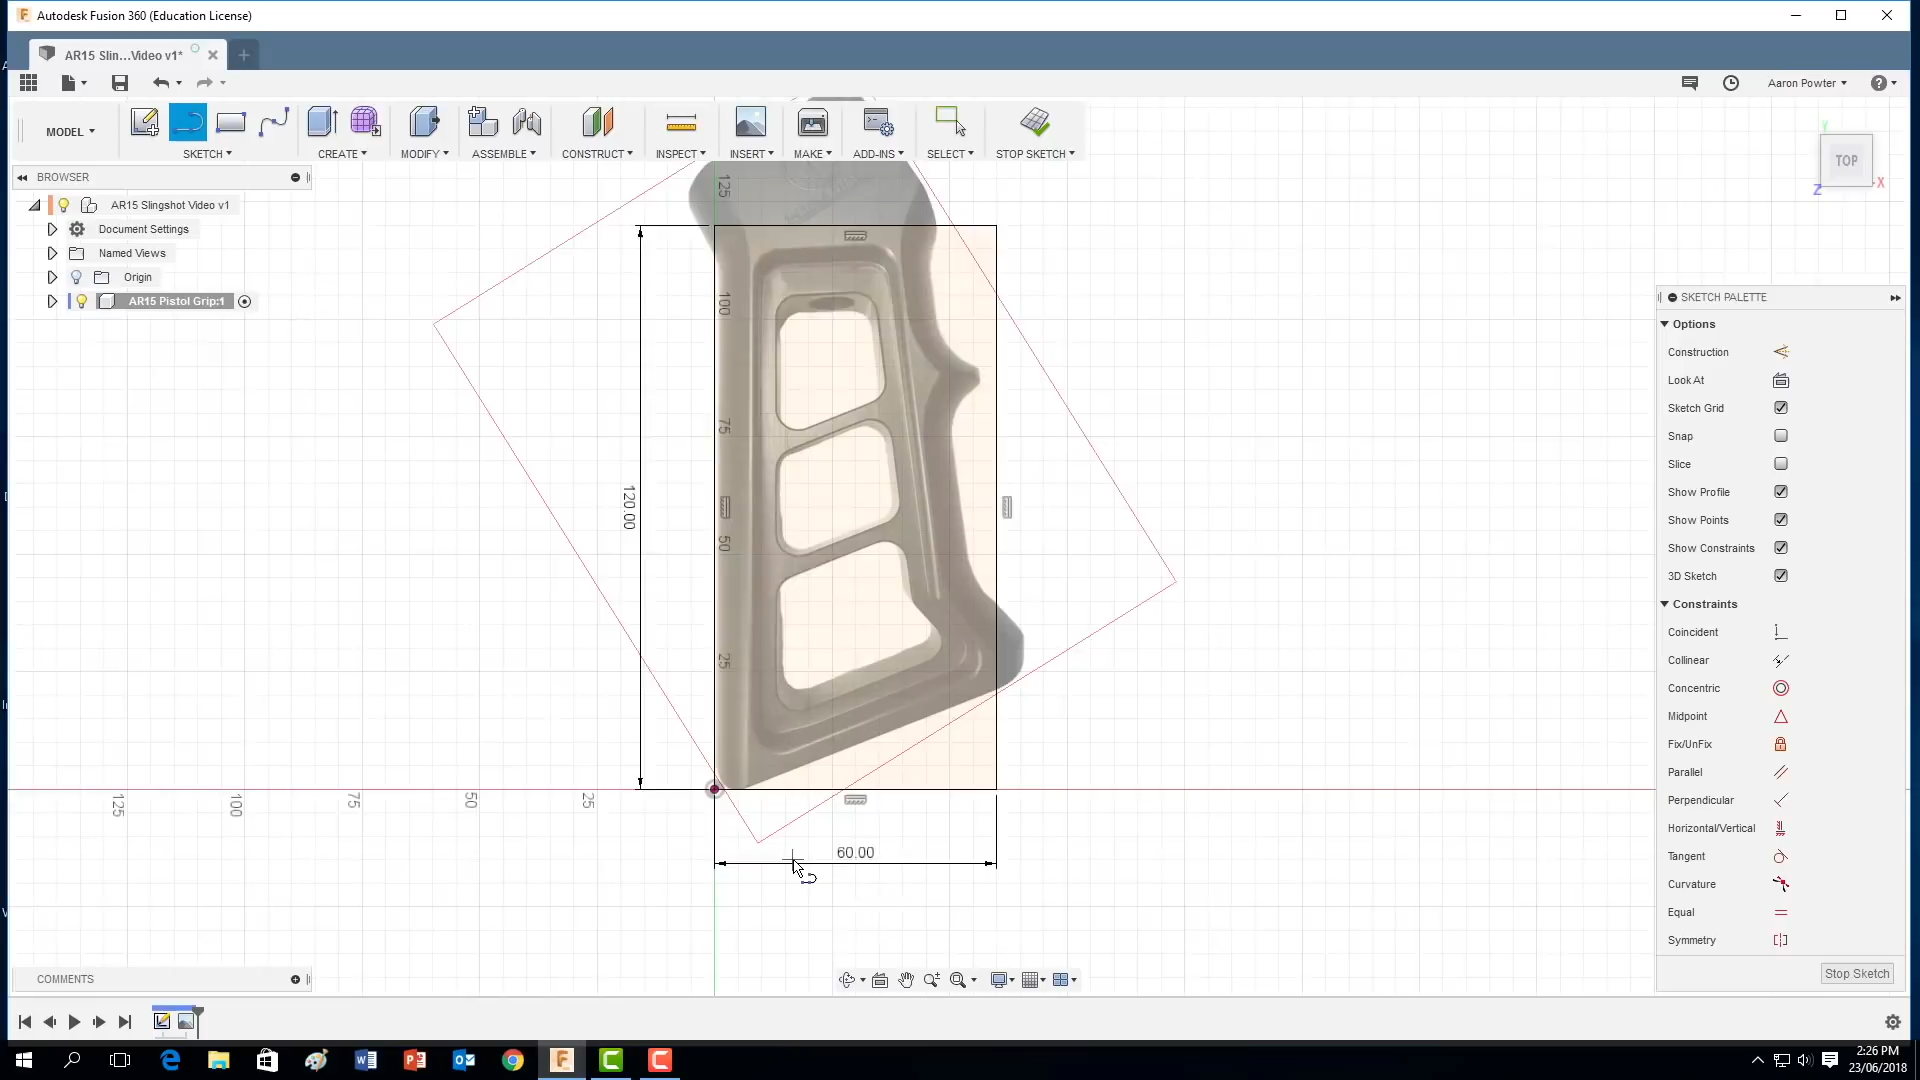 Autodesk Fusion 360 (Education License)
AR15 Slin...Video v1*
Aaron Powter
MODEL
SKETCH
CREATE
MODIFY
ASSEMBLE
CONSTRUCT
INSPECT
INSERT
MAKE
ADD-INS
SELECT
STOP SKETCH
TOP
Y
X
Z
BROWSER
AR15 Slingshot Video v1
Document Settings
Named Views
Origin
AR15 Pistol Grip:1
125
100
75
50
25
120.00
60.00
125
100
75
50
25
SKETCH PALETTE
Options
Construction
Look At
Sketch Grid
Snap
Slice
Show Profile
Show Points
Show Constraints
3D Sketch
Constraints
Coincident
Collinear
Concentric
Midpoint
Fix/UnFix
Parallel
Perpendicular
Horizontal/Vertical
Tangent
Curvature
Equal
Symmetry
Stop Sketch
COMMENTS
2:26 PM
23/06/2018